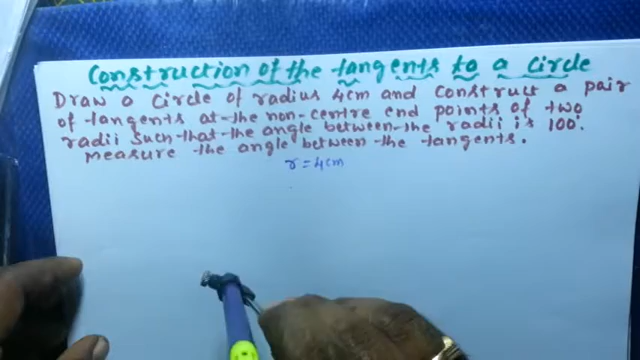 Construction of the tangents to a circle
Draw a circle of radius 4cm and construct a pair
of tangents at the non-centre end points of two
radii such that the angle between the radii is 100°.
Measure the angle between the tangents.
r = 4cm